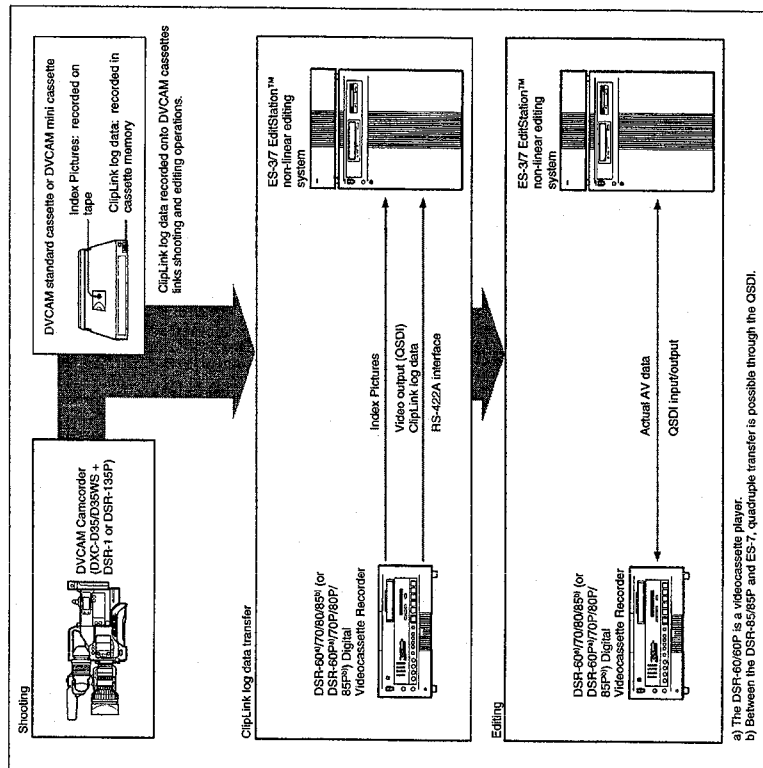 Shooting
DVCAM Camcorder
(DXC-D35/D35WS +
DSR-1 or DSR-135P)
DVCAM standard cassette or DVCAM mini cassette
Index Pictures: recorded on
tape
ClipLink log data: recorded in
cassette memory
ClipLink log data recorded onto DVCAM cassettes
links shooting and editing operations.
ClipLink log data transfer
DSR-60a)/70/80/85b) (or
DSR-60Pa)/70P/80P/
85Pb)) Digital
Videocassette Recorder
Index Pictures
Video output (QSDI)
ClipLink log data
RS-422A interface
ES-3/7 EditStation™
non-linear editing
system
Editing
DSR-60a)/70/80/85b) (or
DSR-60Pa)/70P/80P/
85Pb)) Digital
Videocassette Recorder
Actual AV data
QSDI input/output
ES-3/7 EditStation™
non-linear editing
system
a) The DSR-60/60P is a videocassette player.
b) Between the DSR-85/85P and ES-7, quadruple transfer is possible through the QSDI.